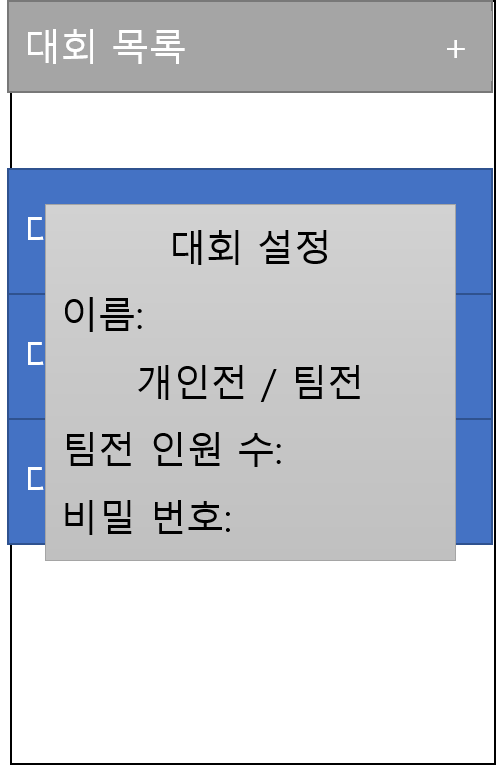 대회 목록 +
대회 설정
이름:
개인전 / 팀전
팀전 인원 수:
비밀 번호: